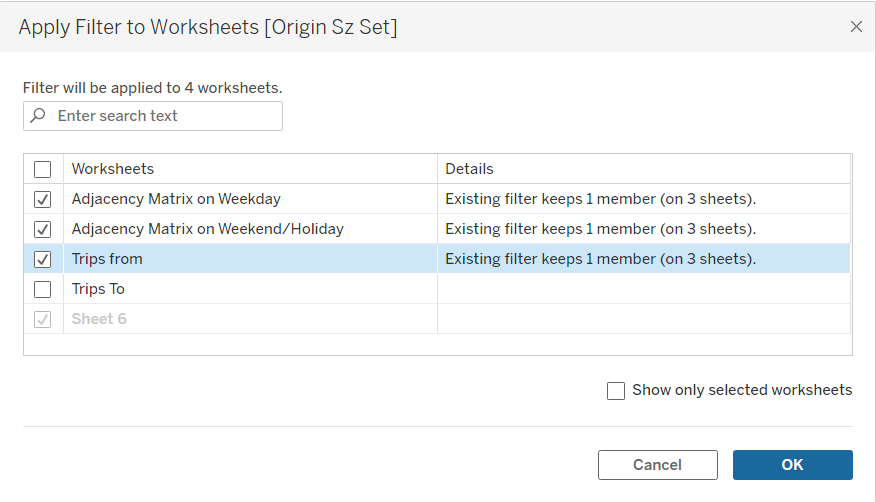 Apply Filter to Worksheets [Origin Sz Set]
Filter will be applied to 4 worksheets.
Enter search text
Worksheets Details
Adjacency Matrix on Weekday Existing filter keeps 1 member (on 3 sheets).
Adjacency Matrix on Weekend/Holiday Existing filter keeps 1 member (on 3 sheets).
Trips from Existing filter keeps 1 member (on 3 sheets).
Trips To
Sheet 6
Show only selected worksheets
Cancel OK